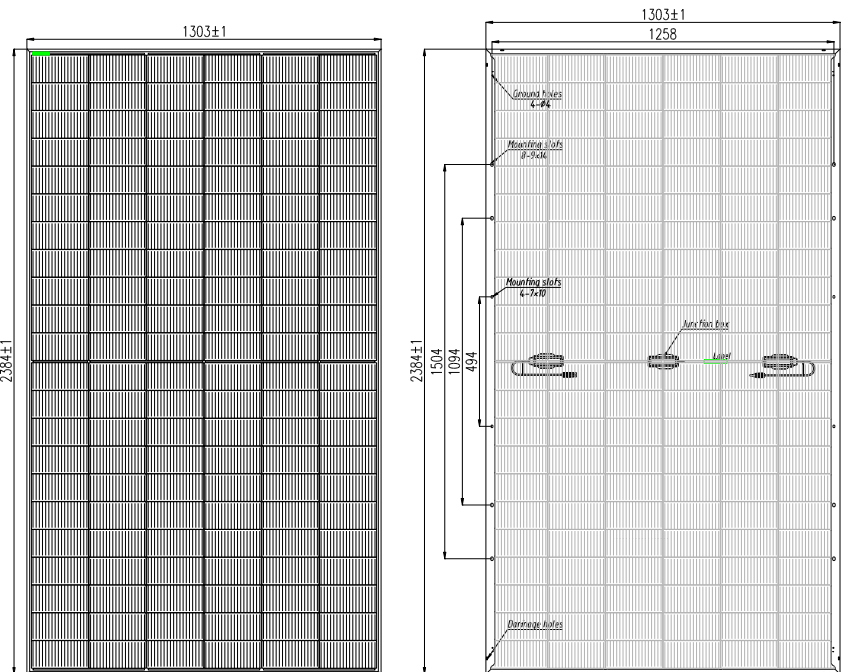 1303±1
2384±1
1303±1
1258
Ground holes
4-Ø4
Mounting slots
8-9x14
Mounting slots
4-7x10
Junction box
Label
2384±1
1504
1094
494
Darinage holes